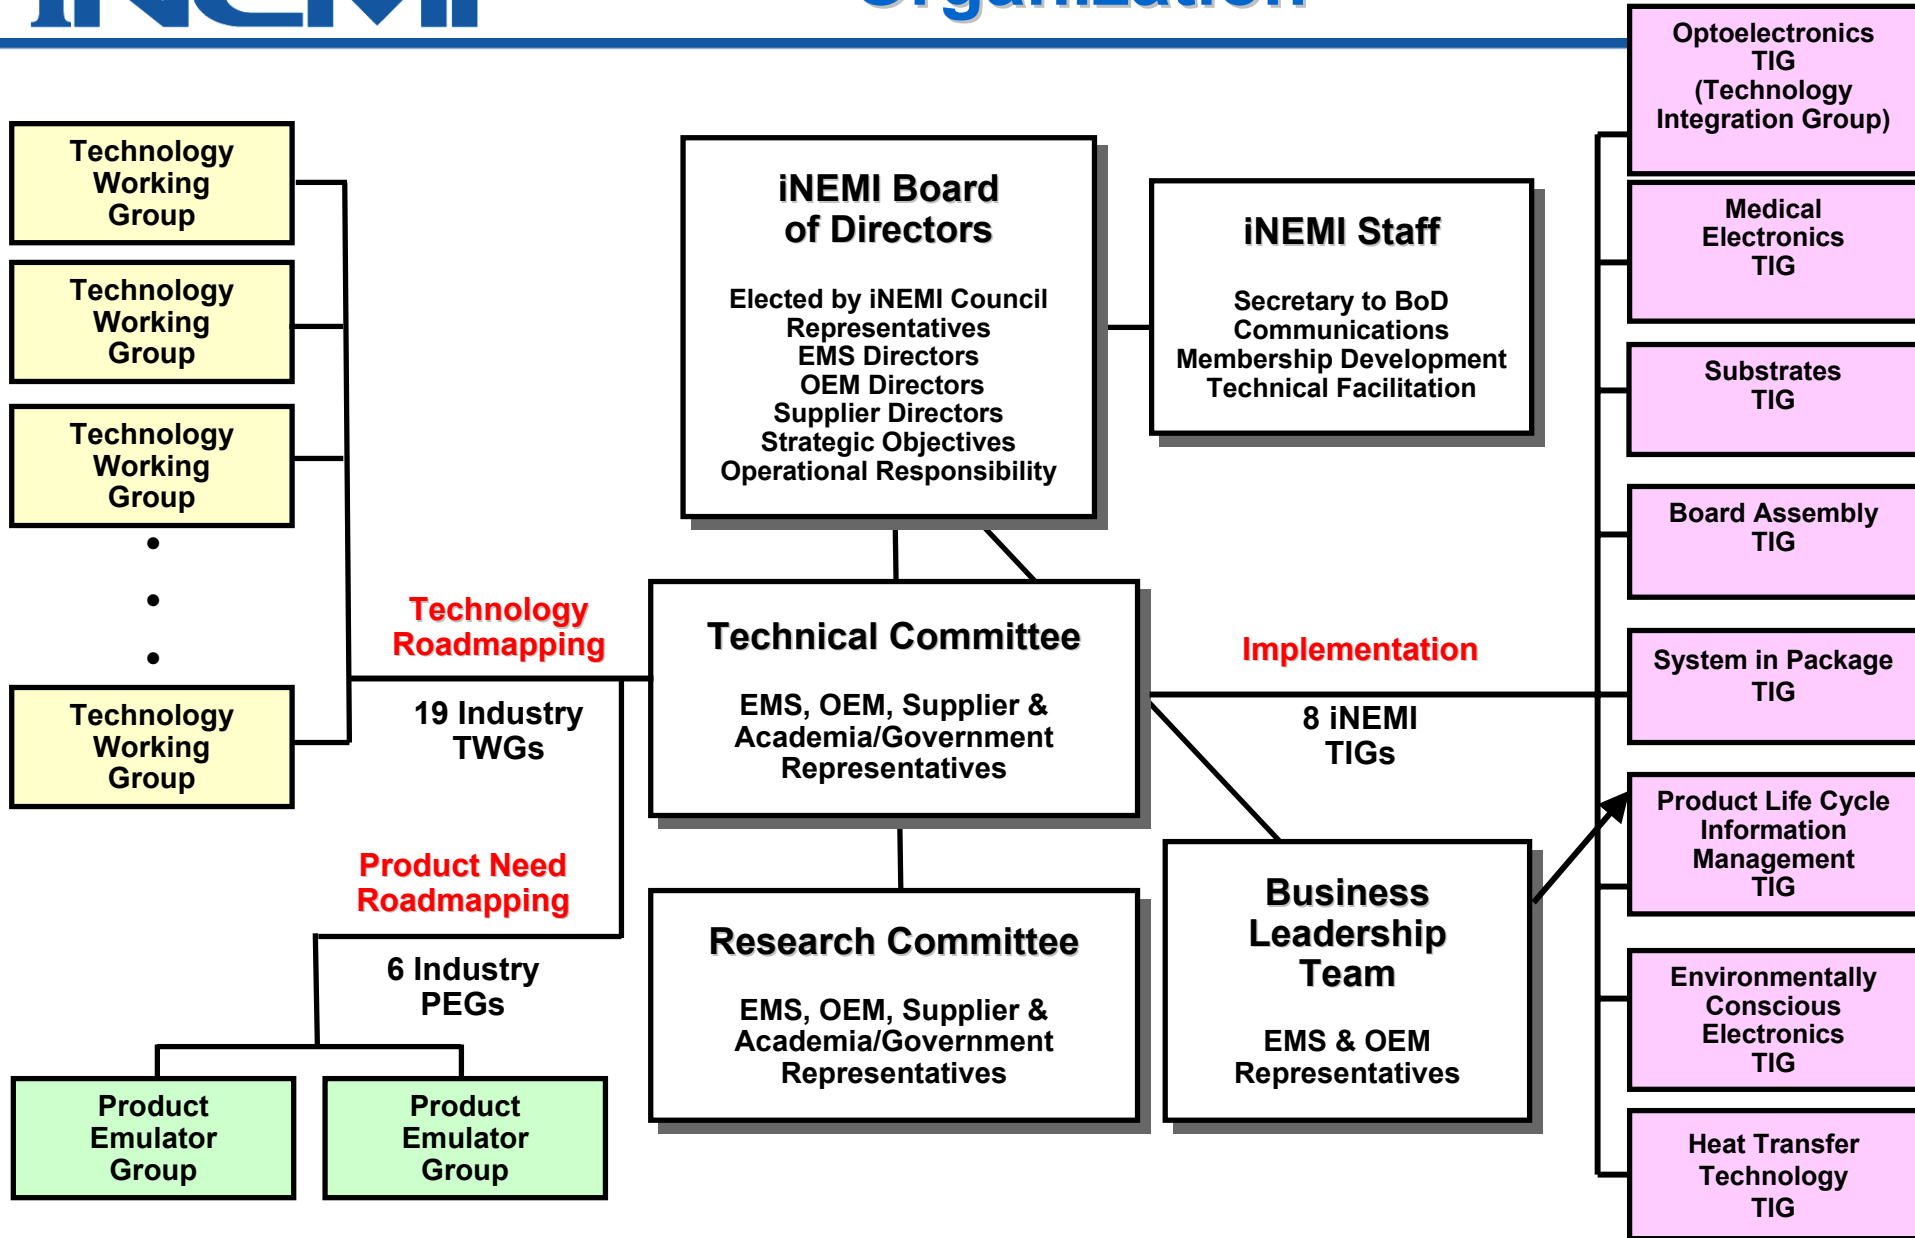 iNEMI
Organization
Technology
Working
Group
Technology
Working
Group
Technology
Working
Group
•
•
•
Technology
Working
Group
Technology
Roadmapping
19 Industry
TWGs
Product Need
Roadmapping
6 Industry
PEGs
Product
Emulator
Group
Product
Emulator
Group
iNEMI Board
of Directors
Elected by iNEMI Council
Representatives
EMS Directors
OEM Directors
Supplier Directors
Strategic Objectives
Operational Responsibility
iNEMI Staff
Secretary to BoD
Communications
Membership Development
Technical Facilitation
Technical Committee
EMS, OEM, Supplier &
Academia/Government
Representatives
Research Committee
EMS, OEM, Supplier &
Academia/Government
Representatives
Implementation
8 iNEMI
TIGs
Business
Leadership
Team
EMS & OEM
Representatives
Optoelectronics
TIG
(Technology
Integration Group)
Medical
Electronics
TIG
Substrates
TIG
Board Assembly
TIG
System in Package
TIG
Product Life Cycle
Information
Management
TIG
Environmentally
Conscious
Electronics
TIG
Heat Transfer
Technology
TIG